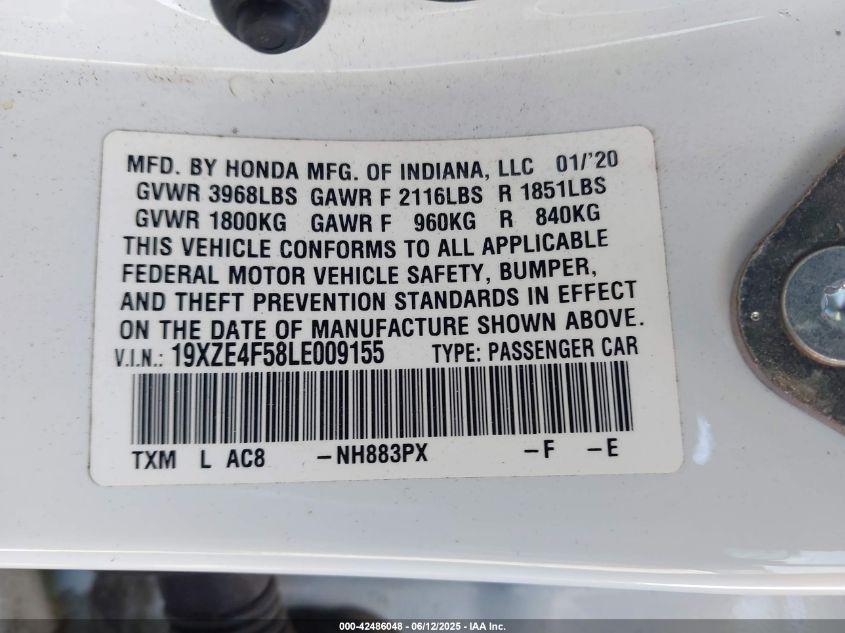 MFD. BY HONDA MFG. OF INDIANA, LLC 01/'20
GVWR 3968LBS GAWR F 2116LBS R 1851LBS
GVWR 1800KG GAWR F 960KG R 840KG
THIS VEHICLE CONFORMS TO ALL APPLICABLE
FEDERAL MOTOR VEHICLE SAFETY, BUMPER,
AND THEFT PREVENTION STANDARDS IN EFFECT
ON THE DATE OF MANUFACTURE SHOWN ABOVE.
V.I.N.: 19XZE4F58LE009155 TYPE: PASSENGER CAR
TXM L AC8 -NH883PX -F -E
000-42486048 - 06/12/2025 - IAA Inc.